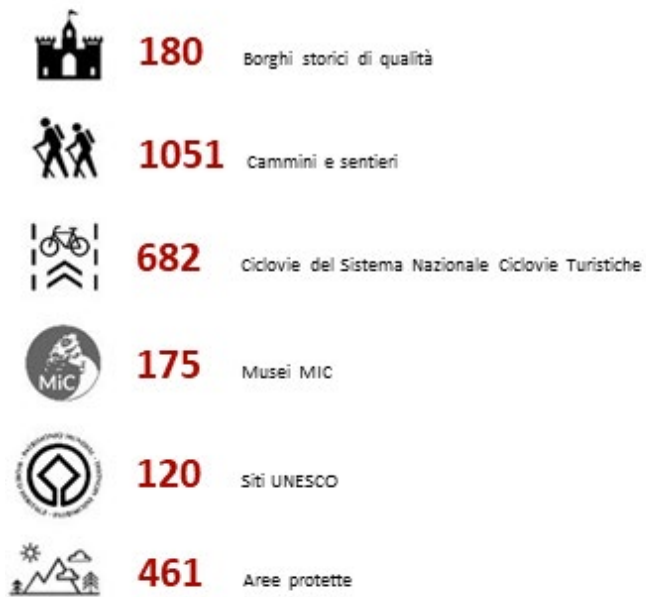 180 Borghi storici di qualità
1051 Cammini e sentieri
682 Ciclovie del Sistema Nazionale Ciclovie Turistiche
MiC
175 Musei MIC
120 Siti UNESCO
461 Aree protette